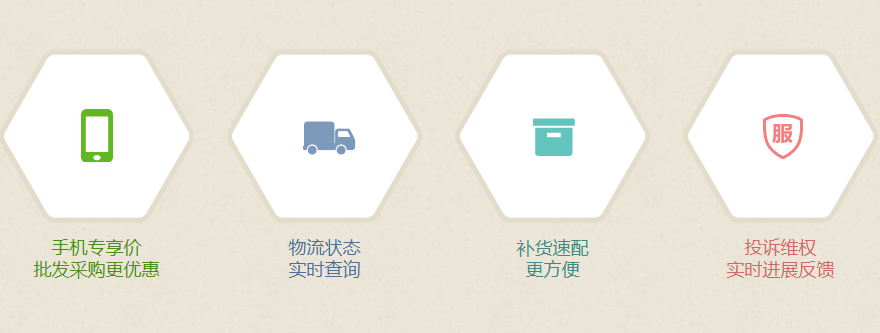 服
手机专享价
批发采购更优惠
物流状态
实时查询
补货速配
更方便
投诉维权
实时进展反馈